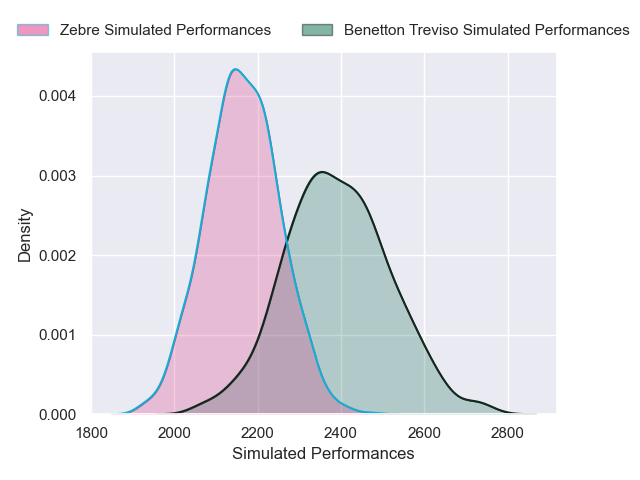 Zebre Simulated Performances
Benetton Treviso Simulated Performances
0.004
0.003
0.002
0.001
0.000
Density
1800 2000 2200 2400 2600 2800
Simulated Performances